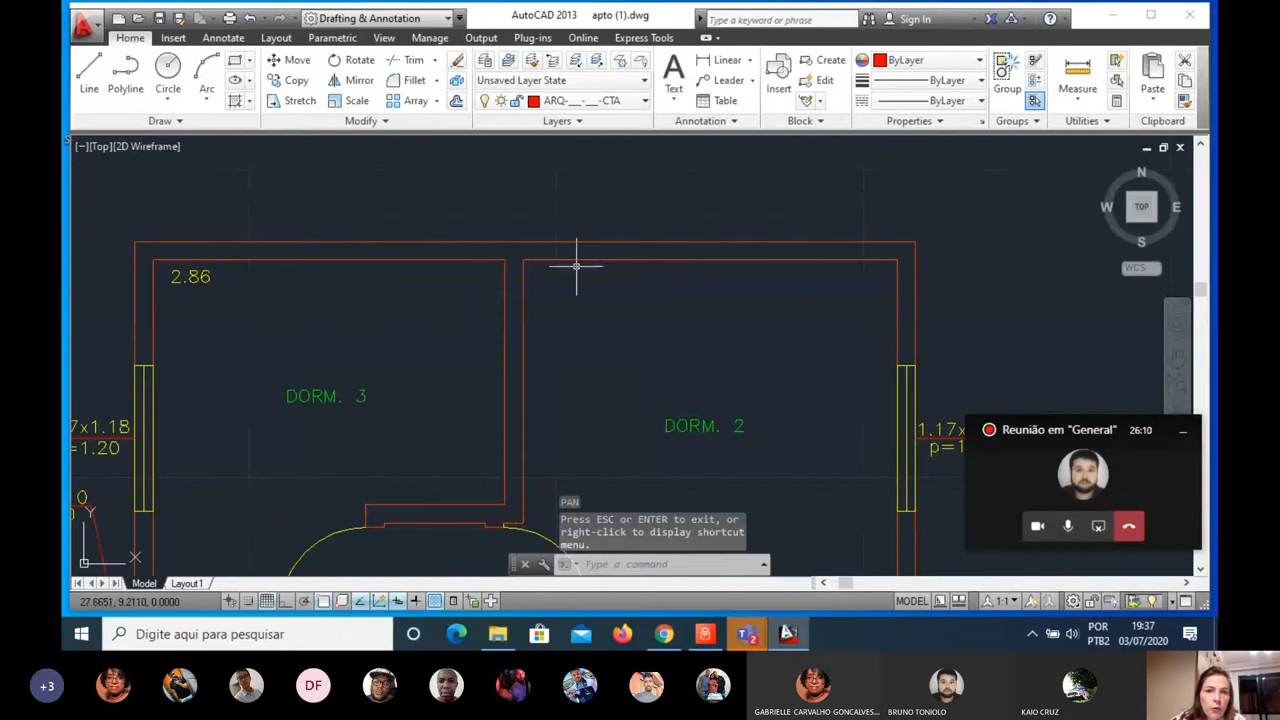 Drafting & Annotation
AutoCAD 2013 apto (1).dwg
Type a keyword or phrase
Sign In
Home Insert Annotate Layout Parametric View Manage Output Plug-ins Online Express Tools
Line Polyline Circle Arc
Move Rotate Trim
Copy Mirror Fillet
Stretch Scale Array
Unsaved Layer State
ARQ-___-___-CTA
Text
Linear
Leader
Table
Insert
Create
Edit
ByLayer
ByLayer
ByLayer
Group
Measure
Paste
Draw Modify Layers Annotation Block Properties Groups Utilities Clipboard
[−][Top][2D Wireframe]
N
W TOP E
S
WCS
2.86
DORM. 3
DORM. 2
7x1.18
=1.20
1.17x
p=1
0
Y
X
Reunião em "General" 26:10
PAN
Press ESC or ENTER to exit, or
right-click to display shortcut
menu.
Type a command
Model Layout1
27.6651, 9.2110, 0.0000
MODEL
1:1
Digite aqui para pesquisar
2
POR
PTB2
19:37
03/07/2020
+3
DF
GABRIELLE CARVALHO GONCALVES...
BRUNO TONIOLO
KAIO CRUZ